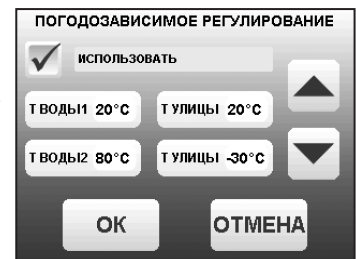 ПОГОДОЗАВИСИМОЕ РЕГУЛИРОВАНИЕ
ИСПОЛЬЗОВАТЬ
Т ВОДЫ1 20°C Т УЛИЦЫ 20°C
Т ВОДЫ2 80°C Т УЛИЦЫ -30°C
ОК ОТМЕНА